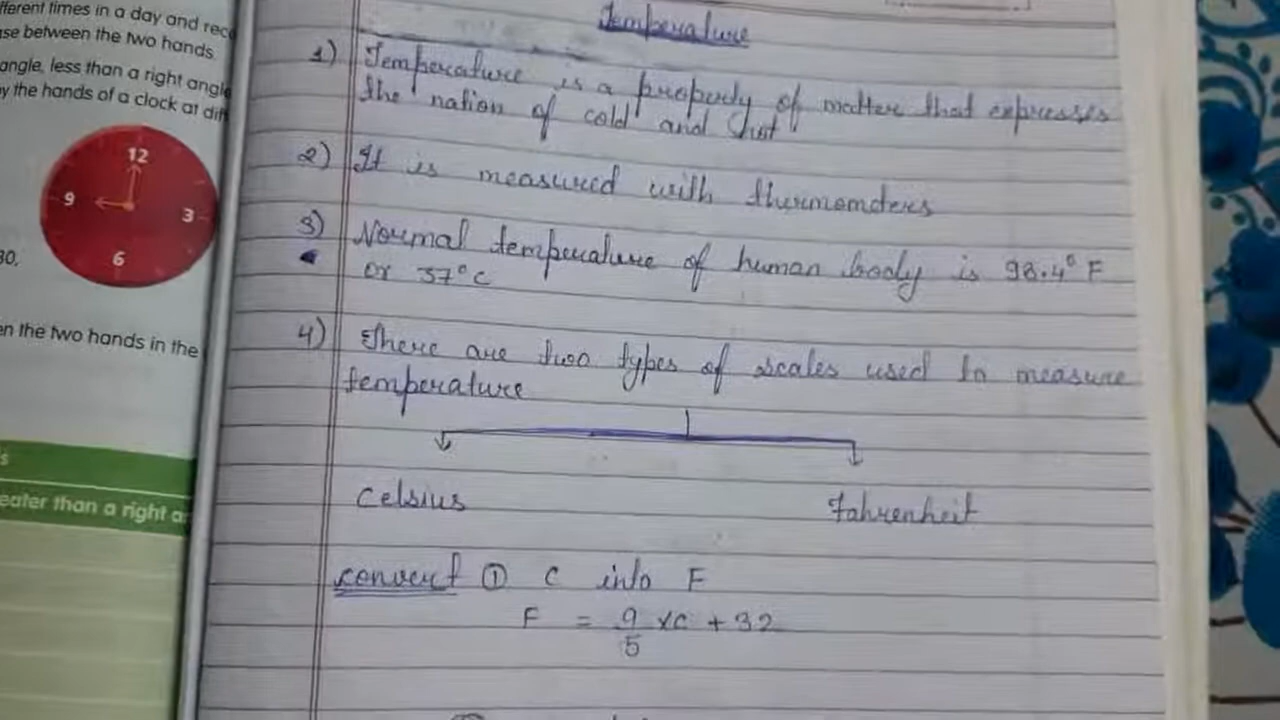 fferent times in a day and rec
se between the two hands
angle, less than a right angle
y the hands of a clock at dif
12
9
3
6
30,
en the two hands in the
s
eater than a right a
Temperature
1) Temperature is a property of matter that expresses
the nation of cold and hot
2) It is measured with thermometers
3) Normal temperature of human body is 98.4° F
or 37°C
4) There are two types of scales used to measure
temperature
Celsius
Fahrenheit
convert ① C into F
F = 9/5 xC + 32